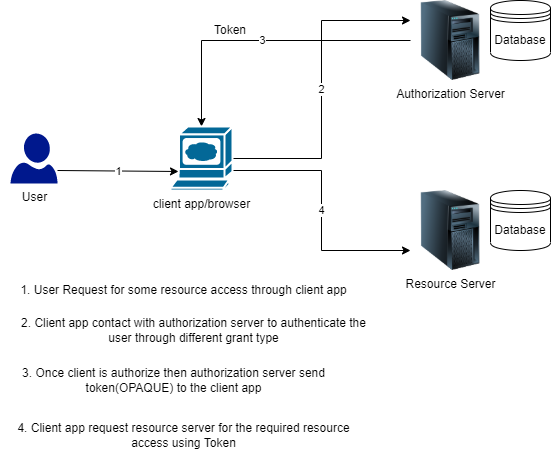 Token
3
Database
2
Authorization Server
1
User
client app/browser
4
Database
Resource Server
1. User Request for some resource access through client app
2. Client app contact with authorization server to authenticate the
user through different grant type
3. Once client is authorize then authorization server send
token(OPAQUE) to the client app
4. Client app request resource server for the required resource
access using Token